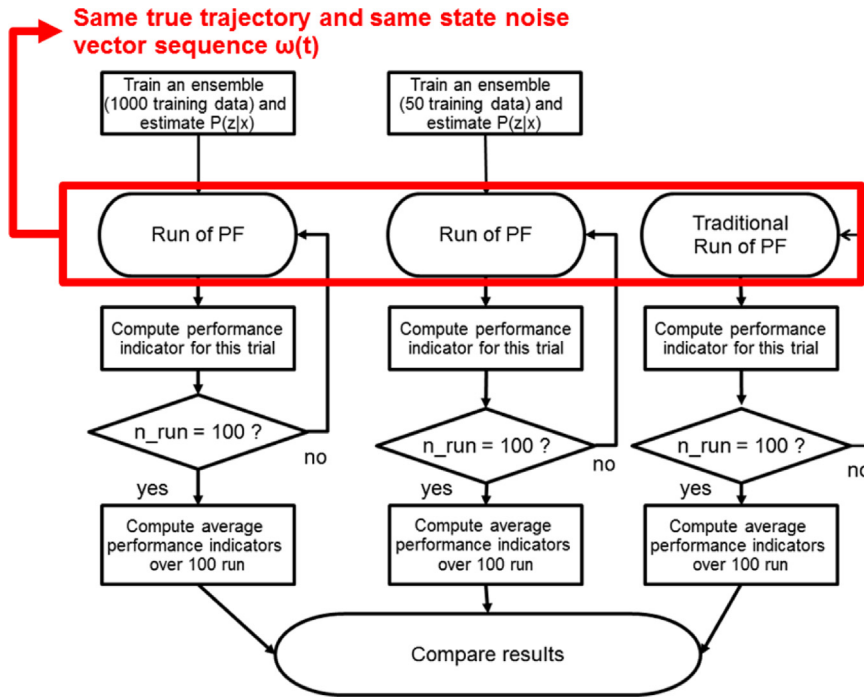 Same true trajectory and same state noise
vector sequence ω(t)
Train an ensemble
(1000 training data) and
estimate P(z|x)
Train an ensemble
(50 training data) and
estimate P(z|x)
Run of PF
Run of PF
Traditional
Run of PF
Compute performance
indicator for this trial
Compute performance
indicator for this trial
Compute performance
indicator for this trial
n_run = 100 ?
no
n_run = 100 ?
no
n_run = 100 ?
no
yes
yes
yes
Compute average
performance indicators
over 100 run
Compute average
performance indicators
over 100 run
Compute average
performance indicators
over 100 run
Compare results